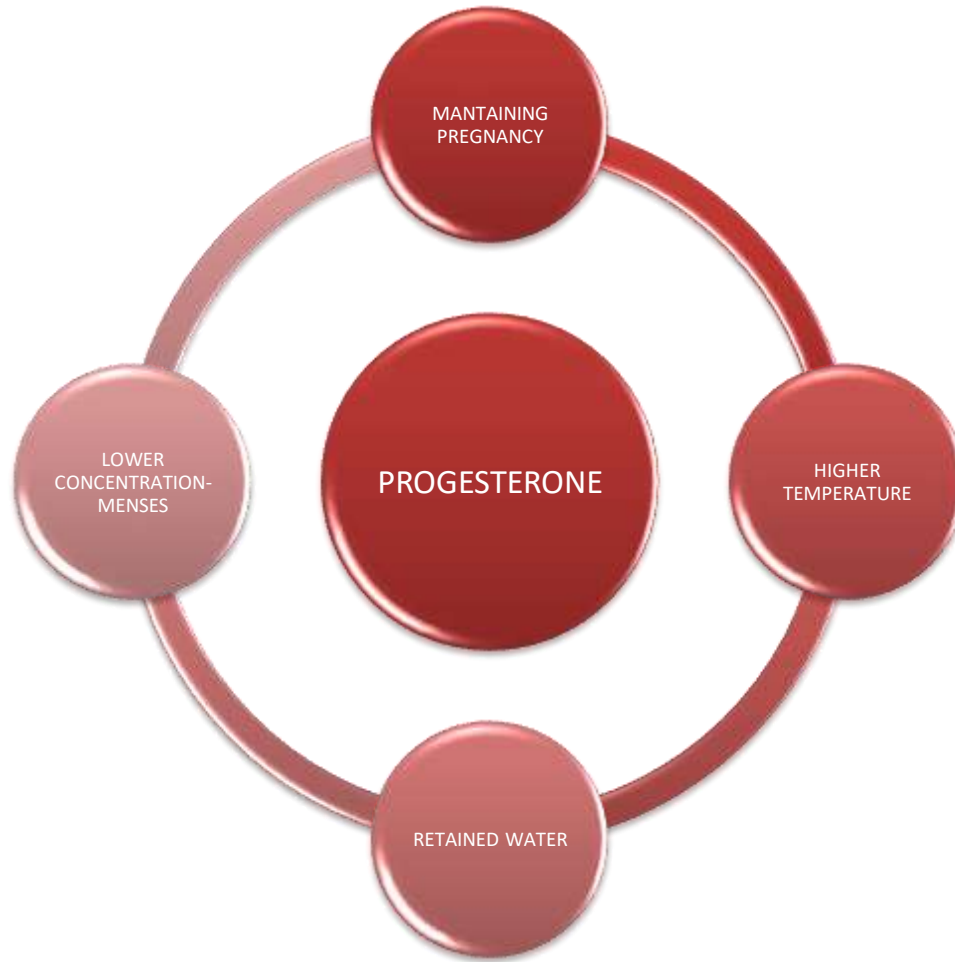 MANTAINING
PREGNANCY
HIGHER
TEMPERATURE
RETAINED WATER
LOWER
CONCENTRATION-
MENSES
PROGESTERONE